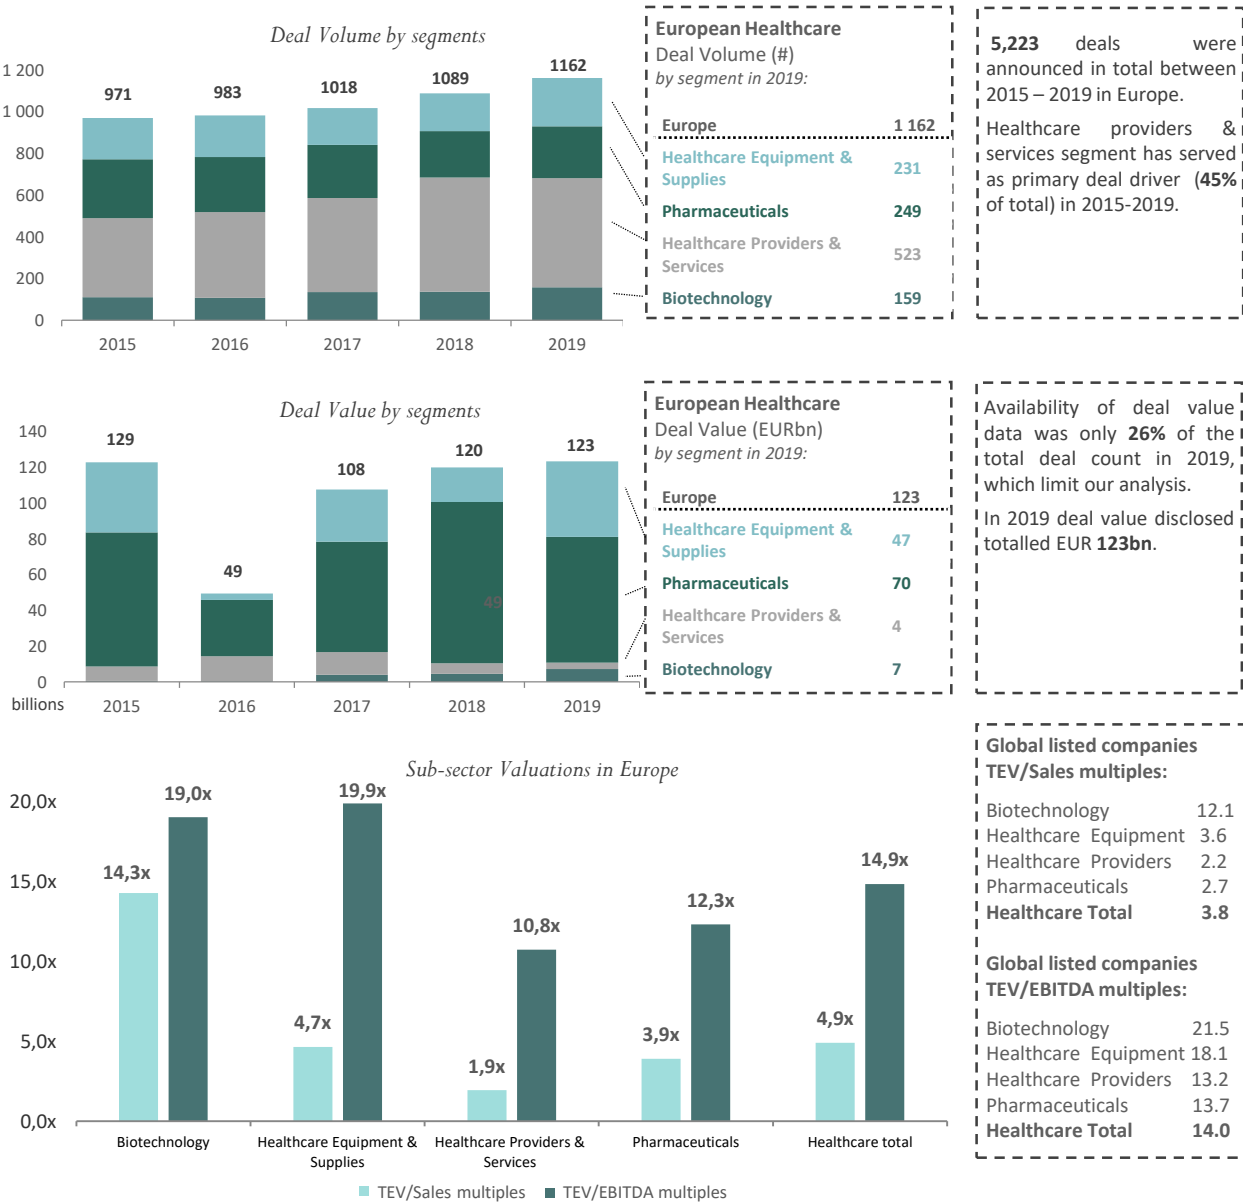 Deal Volume by segments
1 200
1 000
800
600
400
200
0
971
983
1018
1089
1162
2015
2016
2017
2018
2019
European Healthcare
Deal Volume (#)
by segment in 2019:
Europe 1 162
Healthcare Equipment &
Supplies 231
Pharmaceuticals 249
Healthcare Providers &
Services 523
Biotechnology 159
5,223 deals were
announced in total between
2015 – 2019 in Europe.
Healthcare providers &
services segment has served
as primary deal driver (45%
of total) in 2015-2019.
Deal Value by segments
140
120
100
80
60
40
20
0
billions
129
49
108
120
123
49
2015
2016
2017
2018
2019
European Healthcare
Deal Value (EURbn)
by segment in 2019:
Europe 123
Healthcare Equipment &
Supplies 47
Pharmaceuticals 70
Healthcare Providers &
Services 4
Biotechnology 7
Availability of deal value
data was only 26% of the
total deal count in 2019,
which limit our analysis.
In 2019 deal value disclosed
totalled EUR 123bn.
Sub-sector Valuations in Europe
20,0x
15,0x
10,0x
5,0x
0,0x
14,3x
19,0x
4,7x
19,9x
1,9x
10,8x
3,9x
12,3x
4,9x
14,9x
Biotechnology
Healthcare Equipment &
Supplies
Healthcare Providers &
Services
Pharmaceuticals
Healthcare total
TEV/Sales multiples
TEV/EBITDA multiples
Global listed companies
TEV/Sales multiples:
Biotechnology 12.1
Healthcare Equipment 3.6
Healthcare Providers 2.2
Pharmaceuticals 2.7
Healthcare Total 3.8
Global listed companies
TEV/EBITDA multiples:
Biotechnology 21.5
Healthcare Equipment 18.1
Healthcare Providers 13.2
Pharmaceuticals 13.7
Healthcare Total 14.0